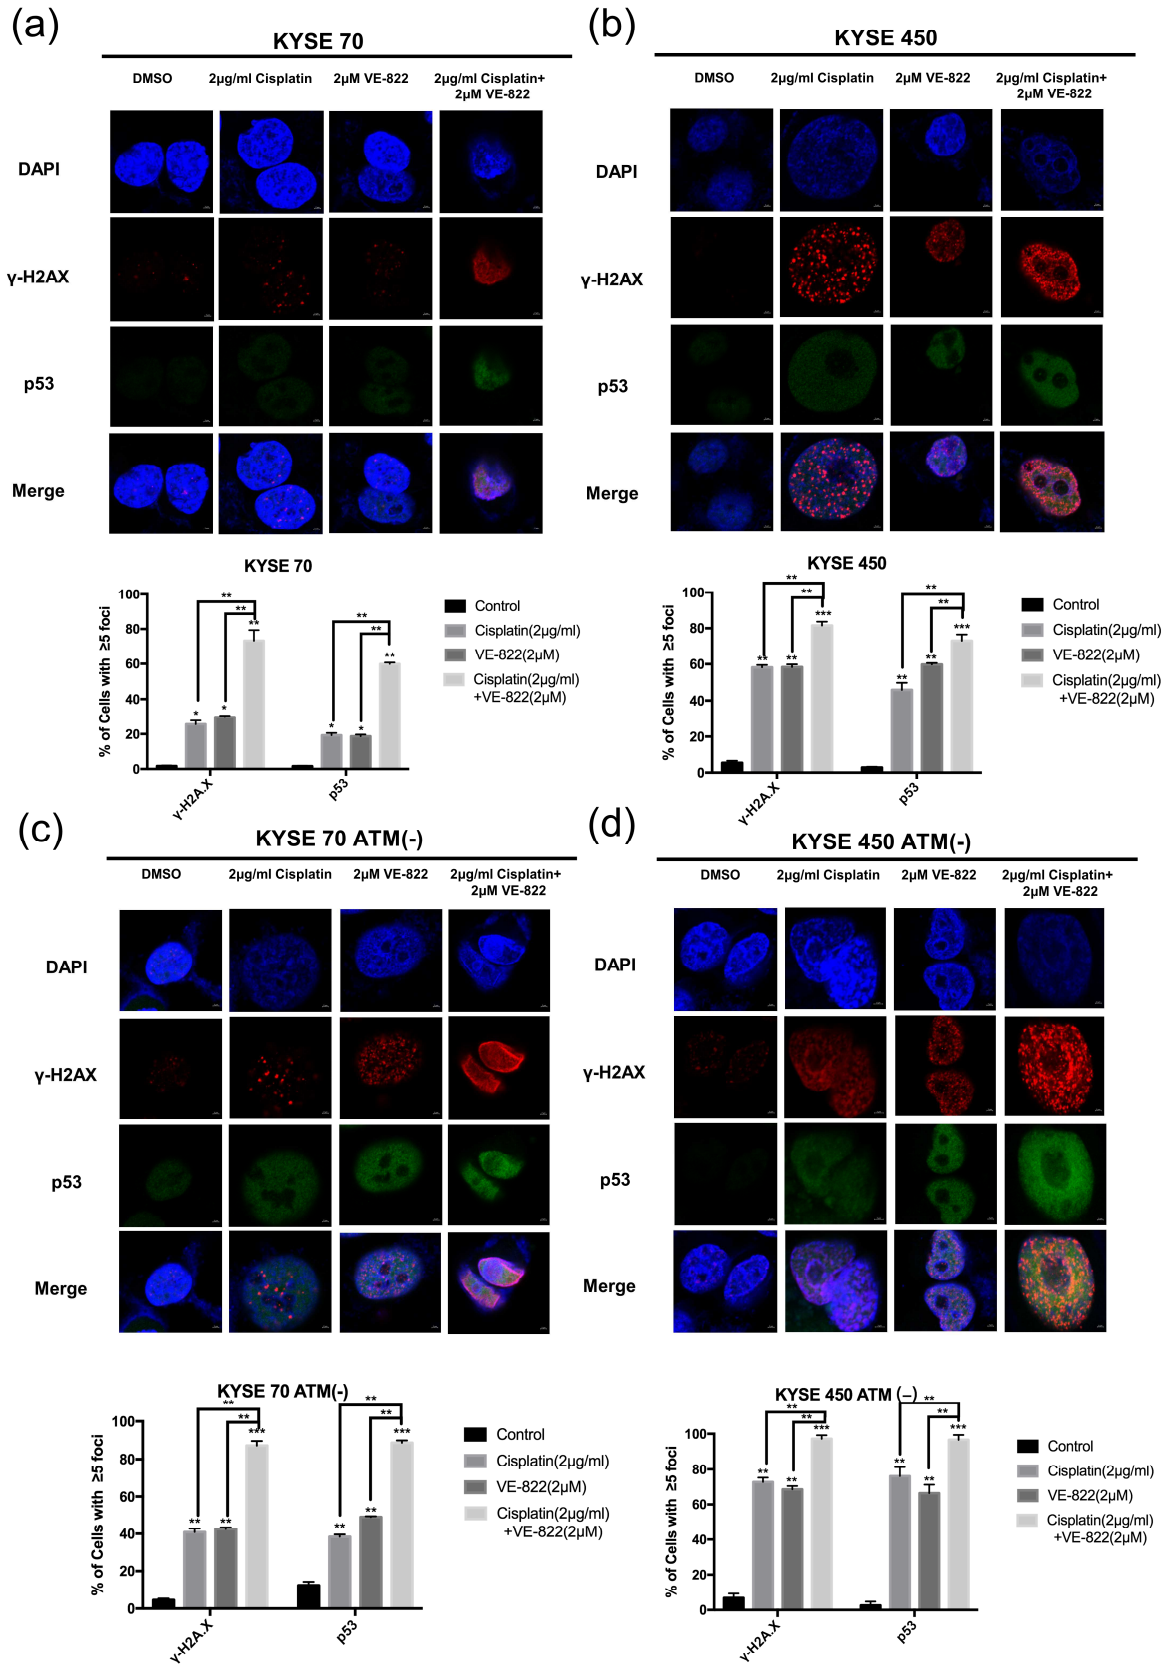 (a)
KYSE 70
DMSO
2µg/ml Cisplatin
2µM VE-822
2µg/ml Cisplatin+
2µM VE-822
DAPI
γ-H2AX
p53
Merge
KYSE 70
% of Cells with ≥5 foci
100
80
60
40
20
0
**
**
**
**
**
**
*
*
*
*
γ-H2A.X
p53
Control
Cisplatin(2µg/ml)
VE-822(2µM)
Cisplatin(2µg/ml)
+VE-822(2µM)
(b)
KYSE 450
DMSO
2µg/ml Cisplatin
2µM VE-822
2µg/ml Cisplatin+
2µM VE-822
DAPI
γ-H2AX
p53
Merge
KYSE 450
% of Cells with ≥5 foci
100
80
60
40
20
0
**
**
***
**
**
**
**
***
**
**
γ-H2A.X
p53
Control
Cisplatin(2µg/ml)
VE-822(2µM)
Cisplatin(2µg/ml)
+VE-822(2µM)
(c)
KYSE 70 ATM(-)
DMSO
2µg/ml Cisplatin
2µM VE-822
2µg/ml Cisplatin+
2µM VE-822
DAPI
γ-H2AX
p53
Merge
KYSE 70 ATM(-)
% of Cells with ≥5 foci
100
80
60
40
20
0
**
**
***
**
**
**
**
***
**
**
γ-H2A.X
p53
Control
Cisplatin(2µg/ml)
VE-822(2µM)
Cisplatin(2µg/ml)
+VE-822(2µM)
(d)
KYSE 450 ATM(-)
DMSO
2µg/ml Cisplatin
2µM VE-822
2µg/ml Cisplatin+
2µM VE-822
DAPI
γ-H2AX
p53
Merge
KYSE 450 ATM (–)
% of Cells with ≥5 foci
100
80
60
40
20
0
**
**
***
**
**
**
**
***
**
**
γ-H2A.X
p53
Control
Cisplatin(2µg/ml)
VE-822(2µM)
Cisplatin(2µg/ml)
+VE-822(2µM)